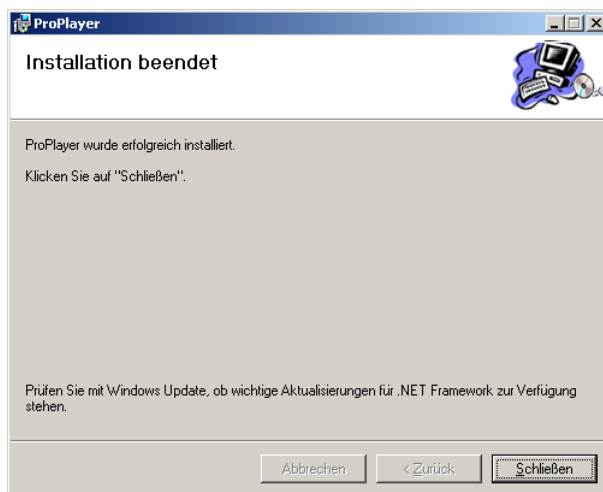 ProPlayer
Installation beendet
ProPlayer wurde erfolgreich installiert.
Klicken Sie auf "Schließen".
Prüfen Sie mit Windows Update, ob wichtige Aktualisierungen für .NET Framework zur Verfügung
stehen.
Abbrechen < Zurück Schließen